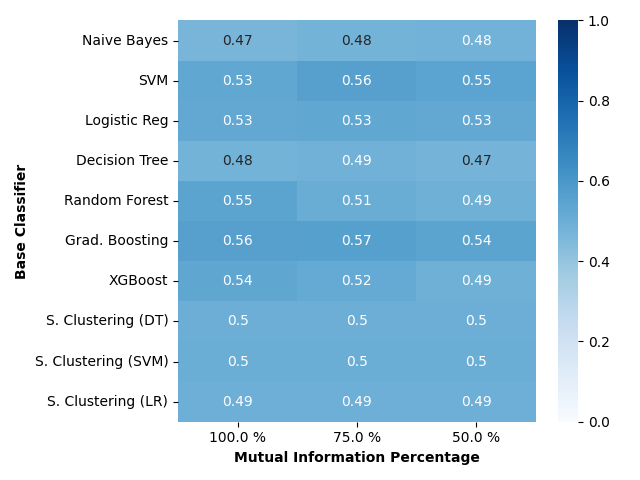 Naive Bayes 0.47 0.48 0.48 1.0
SVM 0.53 0.56 0.55 0.8
Logistic Reg 0.53 0.53 0.53
Decision Tree 0.48 0.49 0.47
Random Forest 0.55 0.51 0.49 0.6
Grad. Boosting 0.56 0.57 0.54
XGBoost 0.54 0.52 0.49 0.4
S. Clustering (DT) 0.5 0.5 0.5
S. Clustering (SVM) 0.5 0.5 0.5 0.2
S. Clustering (LR) 0.49 0.49 0.49 0.0
100.0 % 75.0 % 50.0 %
Mutual Information Percentage
Base Classifier